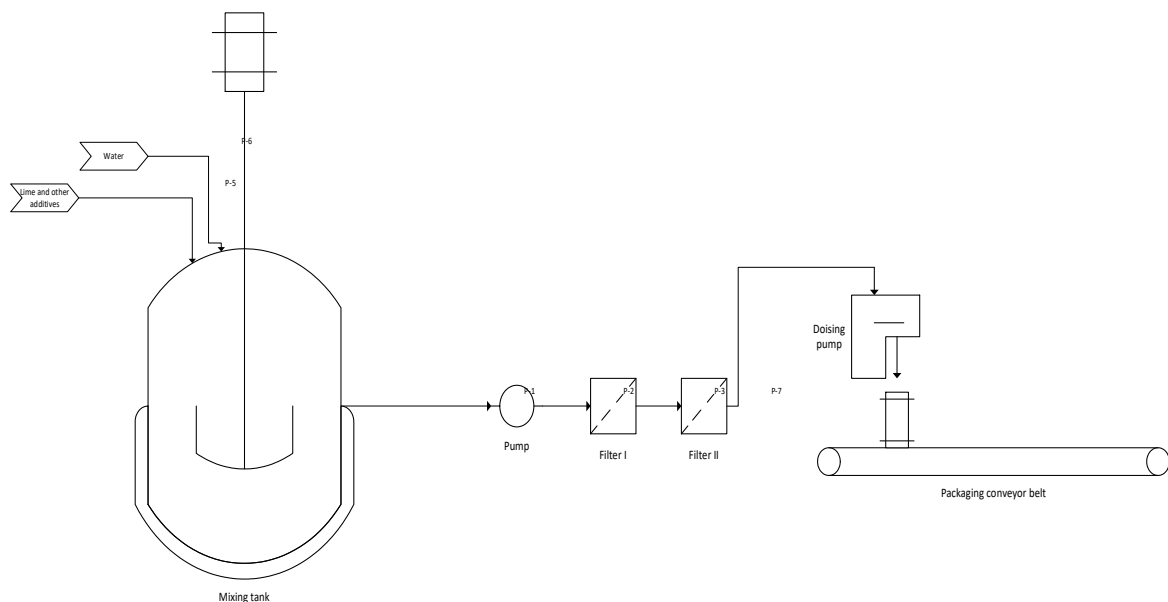 P-6
Water
P-5
Lime and other
additives
Doising
pump
P-1
P-2
P-3
P-7
Pump
Filter I
Filter II
Packaging conveyor belt
Mixing tank